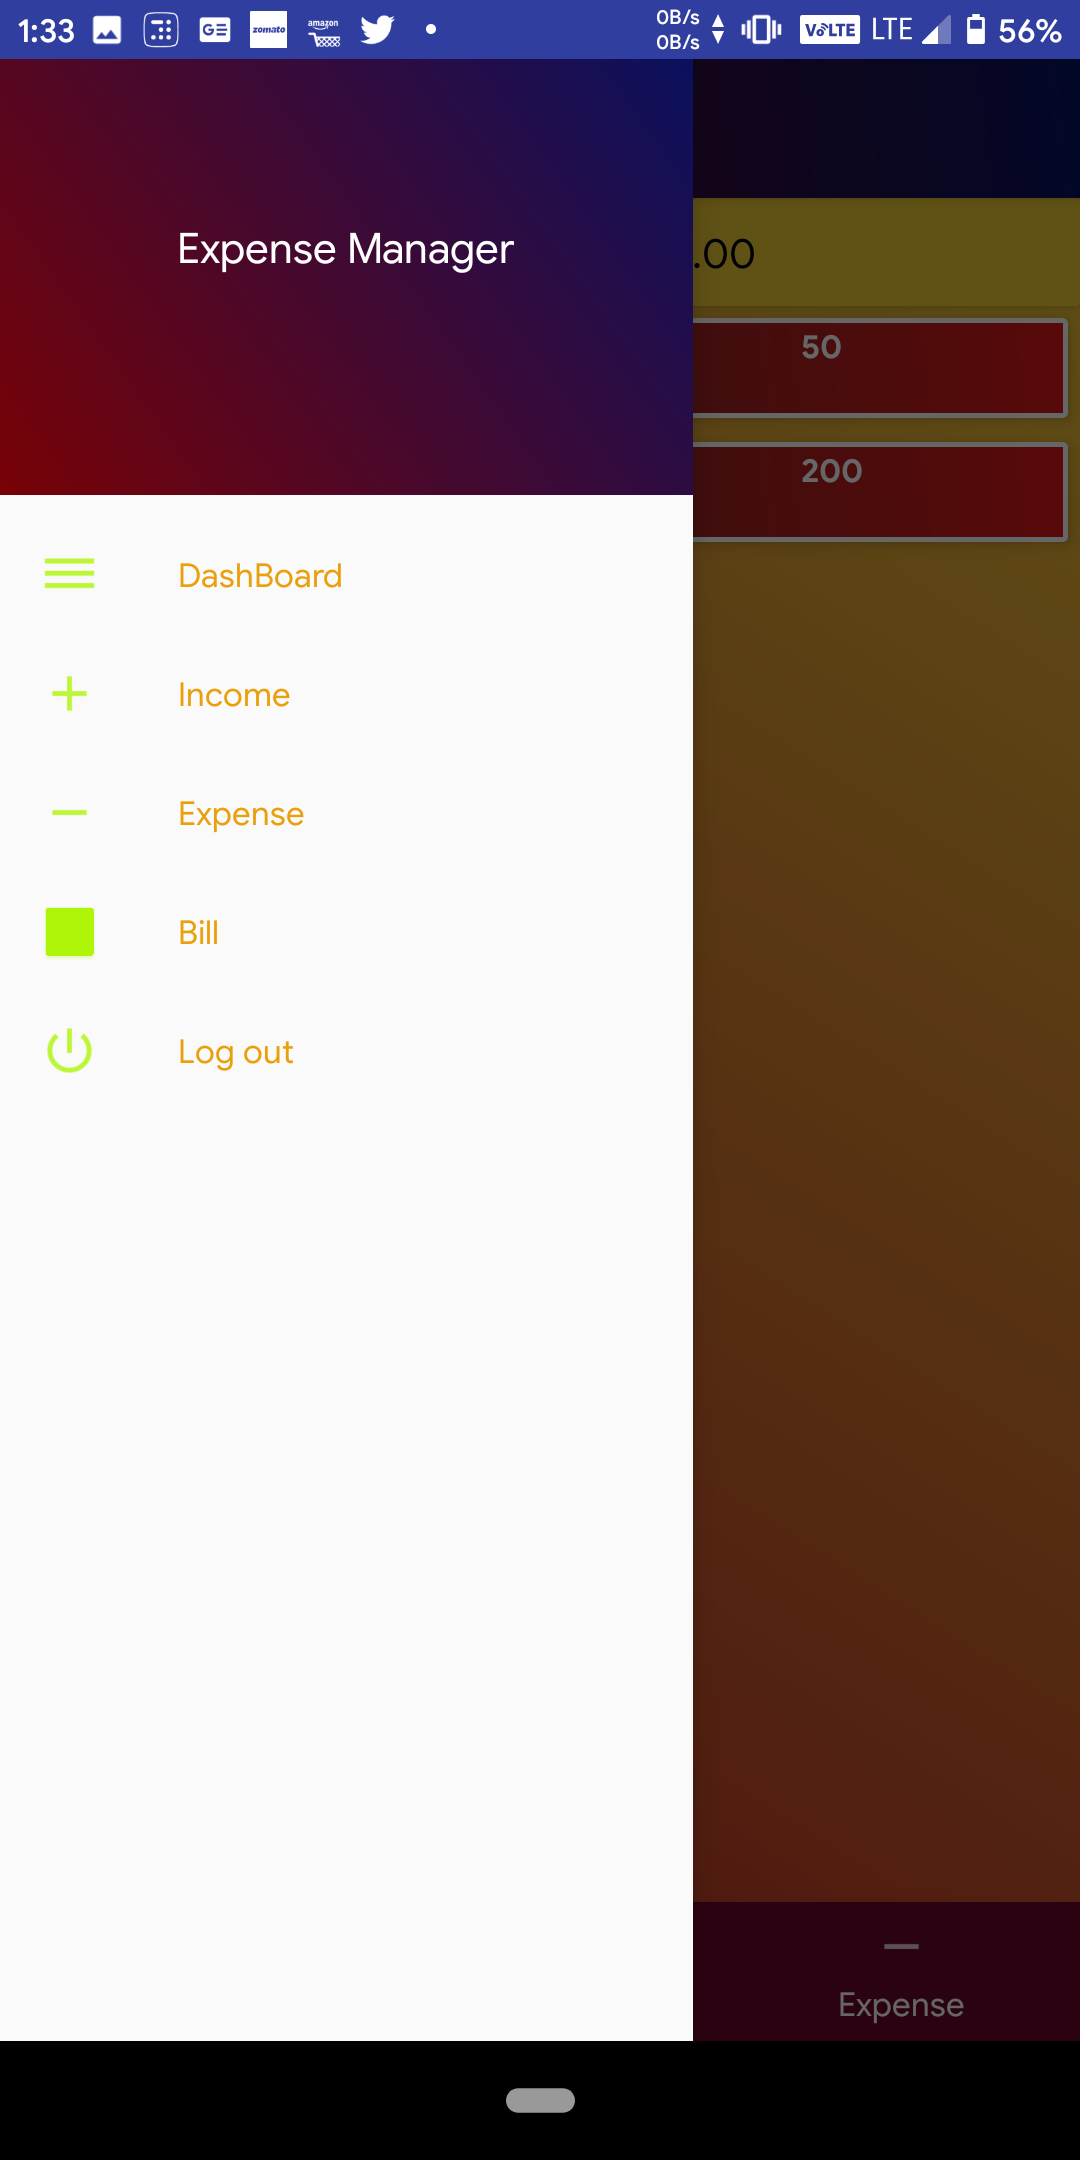 1:33 GE zomato amazon 0B/s 0B/s VoLTE LTE 56%
Expense Manager
.00
50
200
DashBoard
Income
Expense
Bill
Log out
Expense